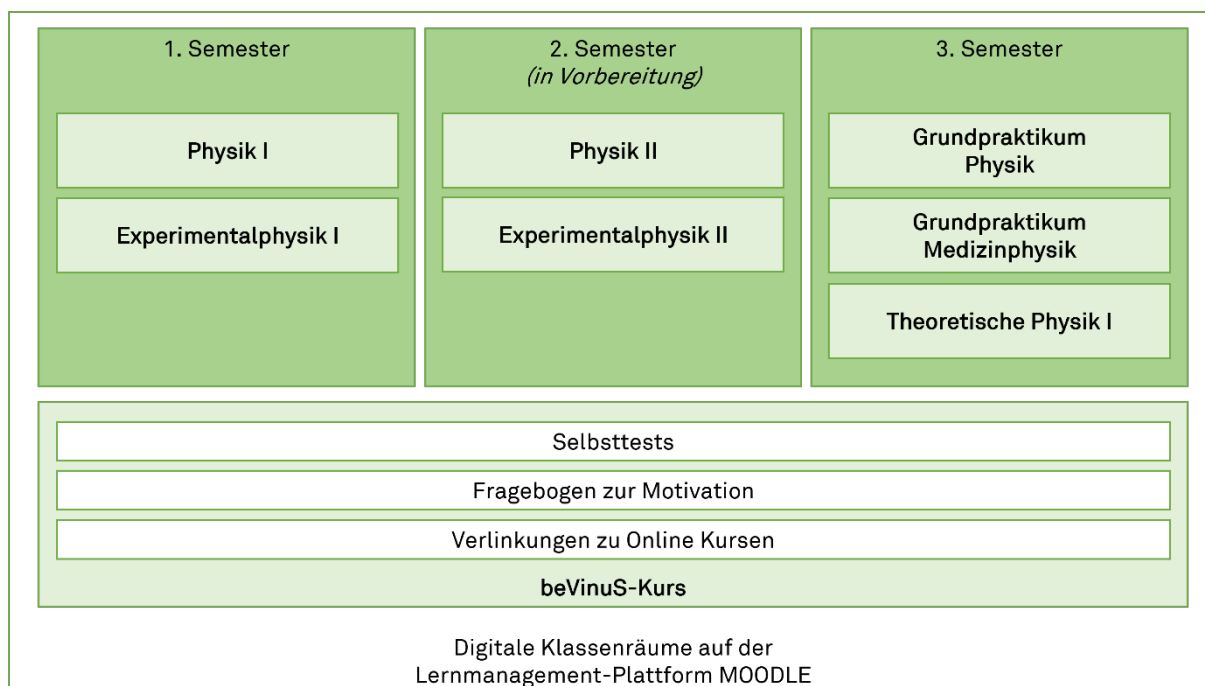 1. Semester
Physik I
Experimentalphysik I
2. Semester
(in Vorbereitung)
Physik II
Experimentalphysik II
3. Semester
Grundpraktikum
Physik
Grundpraktikum
Medizinphysik
Theoretische Physik I
Selbsttests
Fragebogen zur Motivation
Verlinkungen zu Online Kursen
beVinuS-Kurs
Digitale Klassenräume auf der
Lernmanagement-Plattform MOODLE